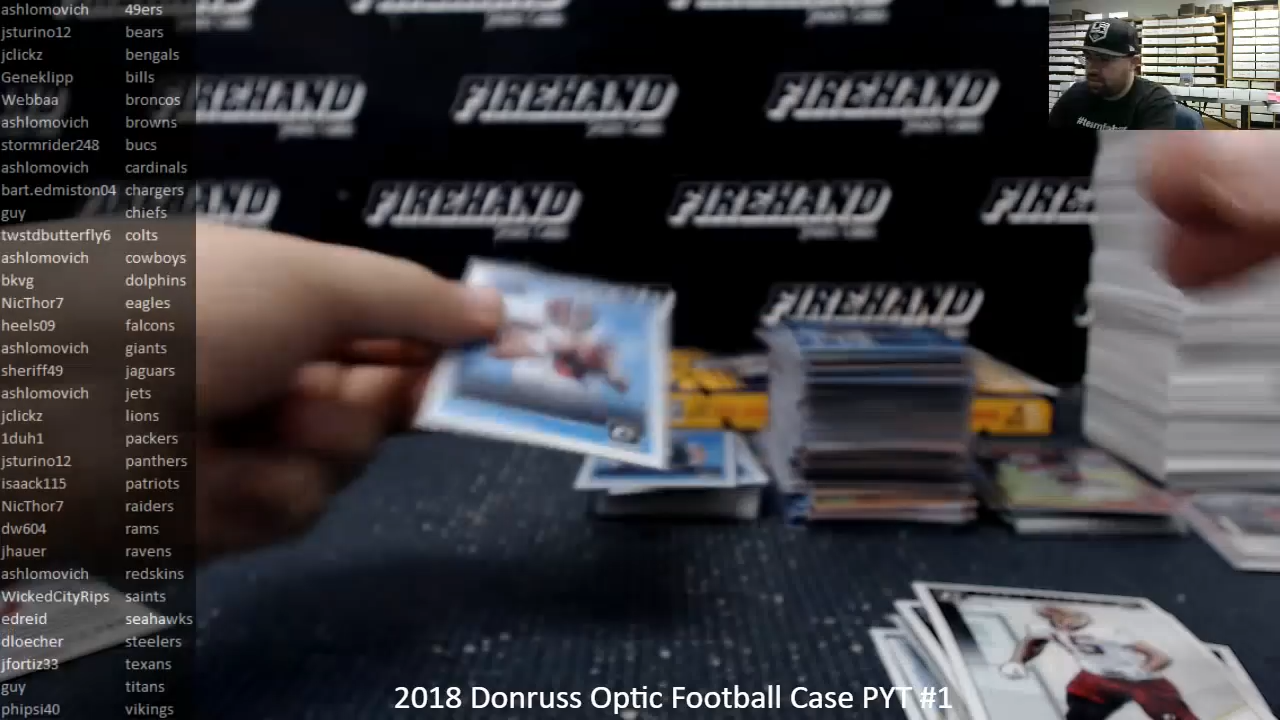 ashlomovich 49ers
jsturino12 bears
jclickz bengals
Geneklipp bills
Webbaa broncos
ashlomovich browns
stormrider248 bucs
ashlomovich cardinals
bart.edmiston04 chargers
guy chiefs
twstdbutterfly6 colts
ashlomovich cowboys
bkvg dolphins
NicThor7 eagles
heels09 falcons
ashlomovich giants
sheriff49 jaguars
ashlomovich jets
jclickz lions
1duh1 packers
jsturino12 panthers
isaack115 patriots
NicThor7 raiders
dw604 rams
jhauer ravens
ashlomovich redskins
WickedCityRips saints
edreid seahawks
dloecher steelers
jfortiz33 texans
guy titans
phipsi40 vikings
FIREHAND FIREHAND
FIREHAND FIREHAND
FIREHAND
2018 Donruss Optic Football Case PYT #1